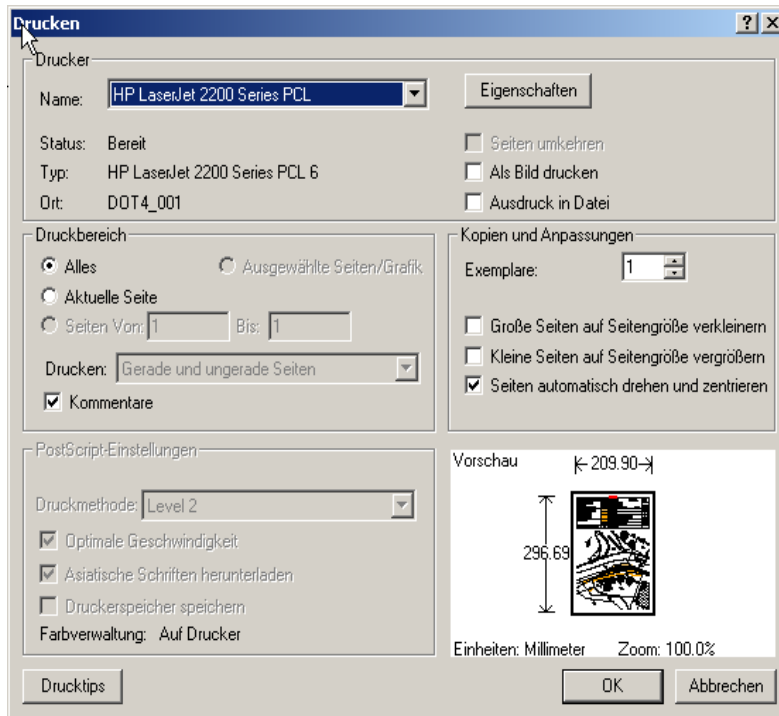 Drucken
Drucker
Name: HP LaserJet 2200 Series PCL
Eigenschaften
Status: Bereit
Seiten umkehren
Typ: HP LaserJet 2200 Series PCL 6
Als Bild drucken
Ort: DOT4_001
Ausdruck in Datei
Druckbereich
Alles
Ausgewählte Seiten/Grafik
Aktuelle Seite
Seiten Von: 1 Bis: 1
Drucken: Gerade und ungerade Seiten
Kommentare
Kopien und Anpassungen
Exemplare: 1
Große Seiten auf Seitengröße verkleinern
Kleine Seiten auf Seitengröße vergrößern
Seiten automatisch drehen und zentrieren
PostScript-Einstellungen
Druckmethode: Level 2
Optimale Geschwindigkeit
Asiatische Schriften herunterladen
Druckerspeicher speichern
Farbverwaltung: Auf Drucker
Vorschau
209.90
296.69
Einheiten: Millimeter Zoom: 100.0%
Drucktips
OK
Abbrechen